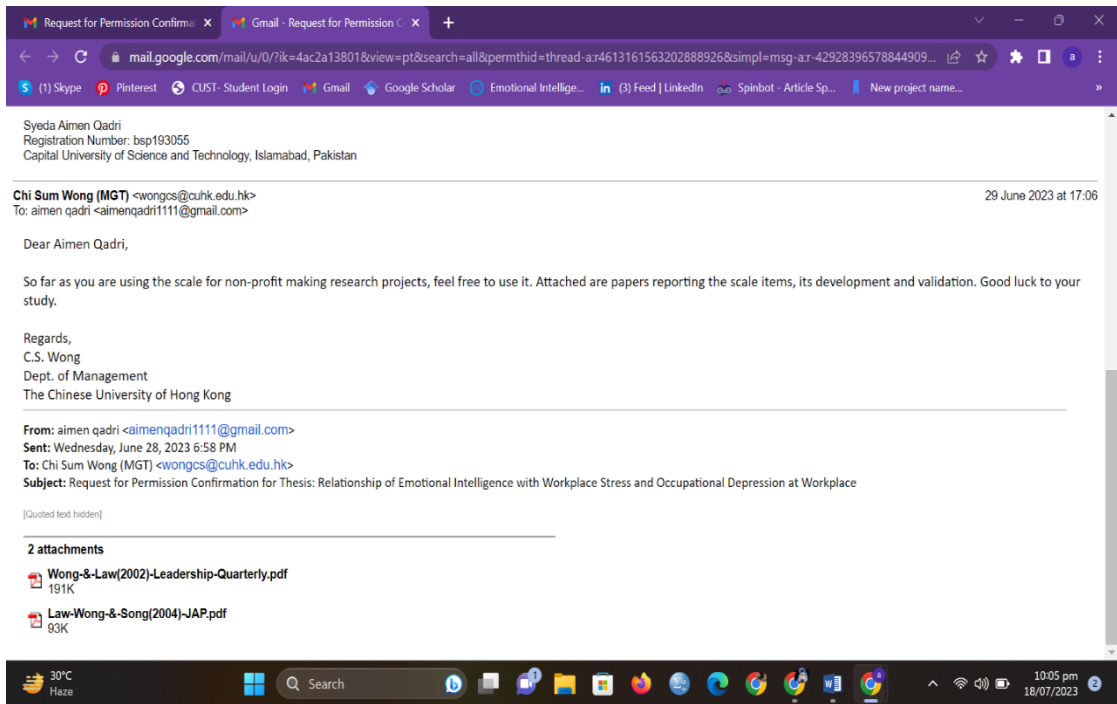 Request for Permission Confirma
Gmail - Request for Permission C
mail.google.com/mail/u/0/?ik=4ac2a13801&view=pt&search=all&permthid=thread-a:r4613161563202888926&simpl=msg-a:r-42928396578844909...
(1) Skype Pinterest CUST- Student Login Gmail Google Scholar Emotional Intellige... (3) Feed | LinkedIn Spinbot - Article Sp... New project name...
Syeda Aimen Qadri
Registration Number: bsp193055
Capital University of Science and Technology, Islamabad, Pakistan
Chi Sum Wong (MGT) <wongcs@cuhk.edu.hk> 29 June 2023 at 17:06
To: aimen qadri <aimenqadri1111@gmail.com>
Dear Aimen Qadri,
So far as you are using the scale for non-profit making research projects, feel free to use it. Attached are papers reporting the scale items, its development and validation. Good luck to your
study.
Regards,
C.S. Wong
Dept. of Management
The Chinese University of Hong Kong
From: aimen qadri <aimenqadri1111@gmail.com>
Sent: Wednesday, June 28, 2023 6:58 PM
To: Chi Sum Wong (MGT) <wongcs@cuhk.edu.hk>
Subject: Request for Permission Confirmation for Thesis: Relationship of Emotional Intelligence with Workplace Stress and Occupational Depression at Workplace
[Quoted text hidden]
2 attachments
Wong-&-Law(2002)-Leadership-Quarterly.pdf
191K
Law-Wong-&-Song(2004)-JAP.pdf
93K
30°C
Haze
Search
10:05 pm
18/07/2023
2